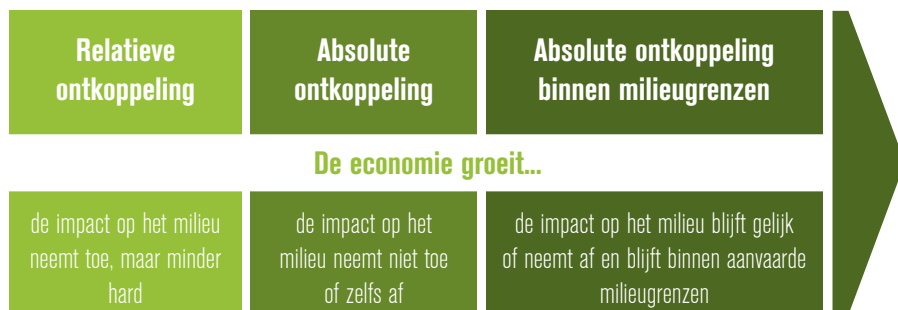 Relatieve
ontkoppeling
Absolute
ontkoppeling
Absolute ontkoppeling
binnen milieugrenzen
De economie groeit...
de impact op het milieu
neemt toe, maar minder
hard
de impact op het
milieu neemt niet toe
of zelfs af
de impact op het milieu blijft gelijk
of neemt af en blijft binnen aanvaarde
milieugrenzen